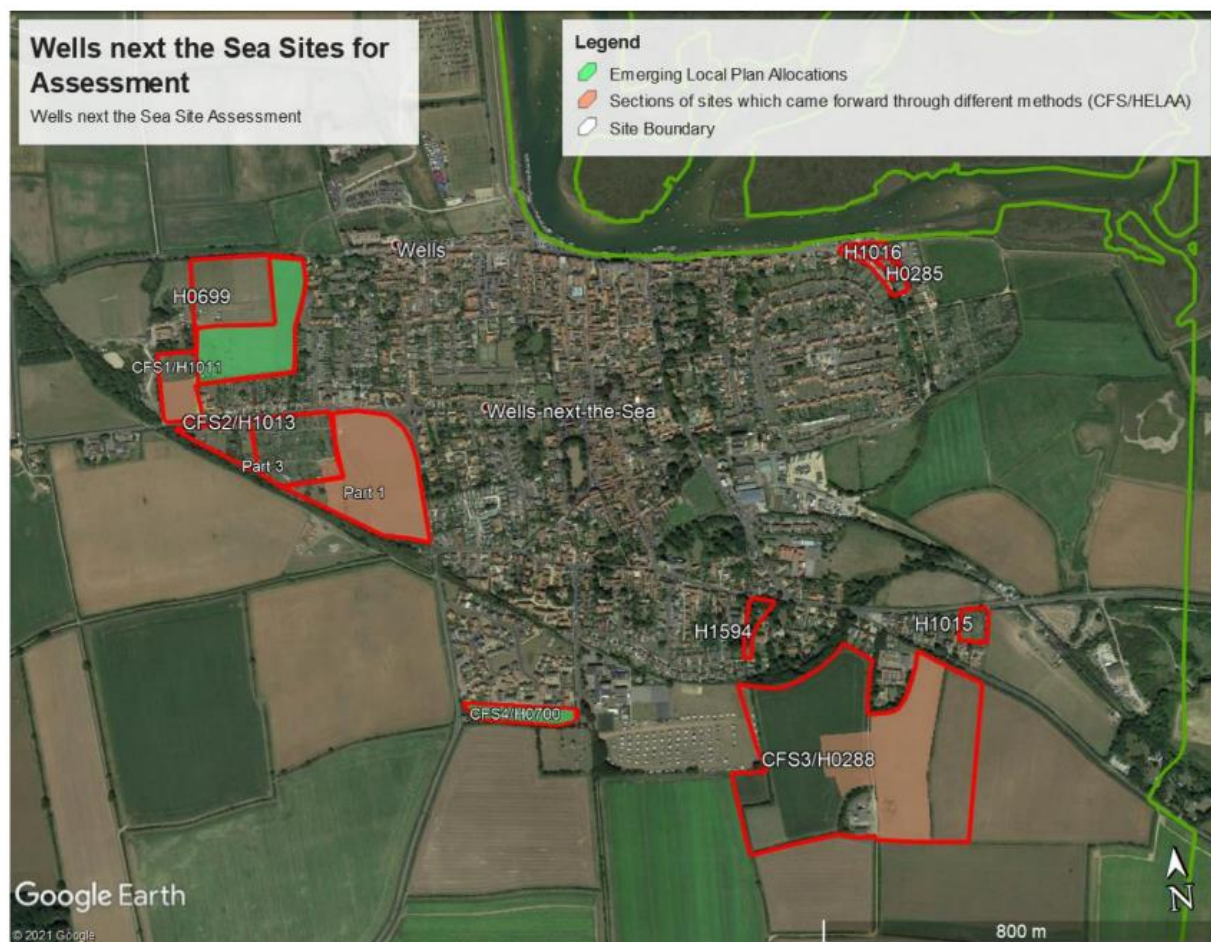 Wells next the Sea Sites for
Assessment
Wells next the Sea Site Assessment
Legend
Emerging Local Plan Allocations
Sections of sites which came forward through different methods (CFS/HELAA)
Site Boundary
Wells
H1016
H0285
H0699
CFS1/H1011
Wells-next-the-Sea
CFS2/H1013
Part 3
Part 1
H1594
H1015
CFS4/H0700
CFS3/H0288
Google Earth
© 2021 Google
N
800 m